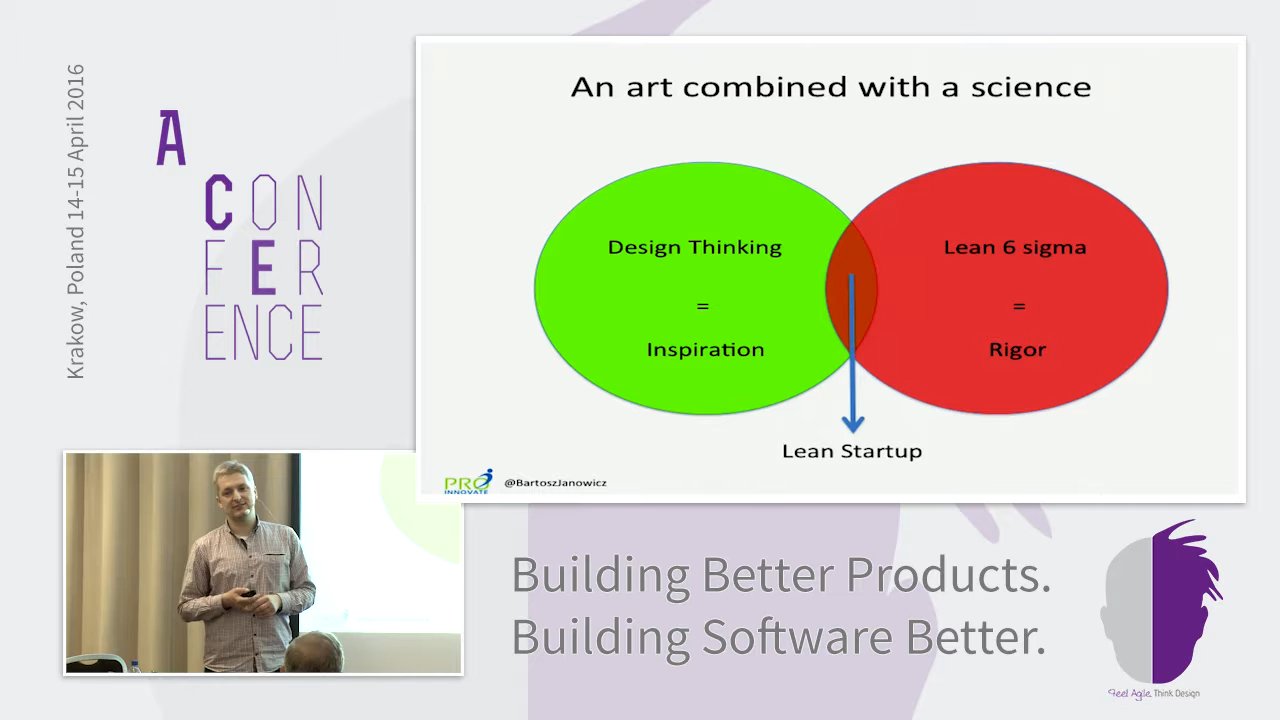 Krakow, Poland 14-15 April 2016
A
CON
FER
ENCE
An art combined with a science
Design Thinking
=
Inspiration
Lean 6 sigma
=
Rigor
Lean Startup
PRO
INNOVATE
@BartoszJanowicz
Building Better Products.
Building Software Better.
Feel Agile. Think Design